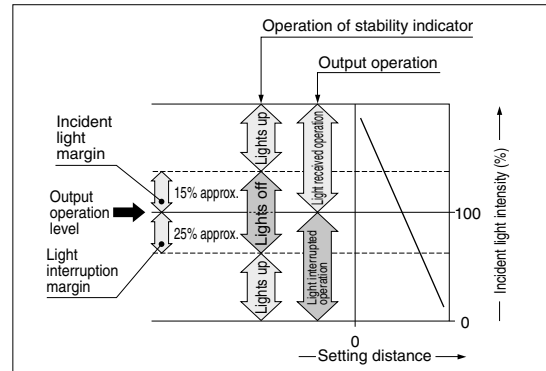 Operation of stability indicator
Output operation
Incident
light
margin
Output
operation
level
Light
interruption
margin
15% approx.
25% approx.
Lights up
Lights off
Lights up
Light received operation
Light interrupted
operation
100
0
Incident light intensity (%)
0
Setting distance